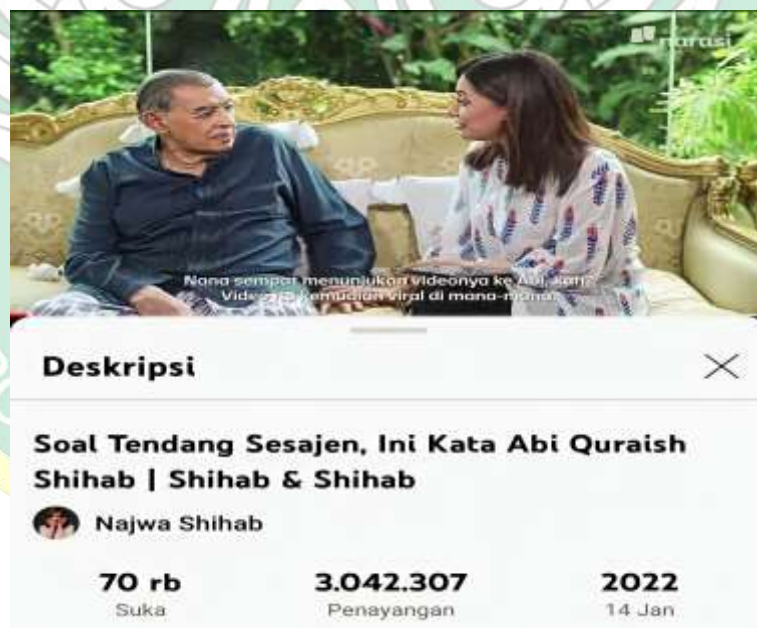 narasi
Nana sempat menunjukan videonya ke Abi, kan?
Video itu kemudian viral di mana-mana.
Deskripsi
Soal Tendang Sesajen, Ini Kata Abi Quraish
Shihab | Shihab & Shihab
Najwa Shihab
70 rb 3.042.307 2022
Suka Penayangan 14 Jan